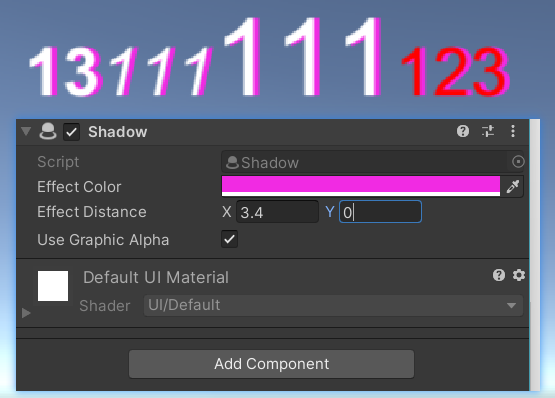 13111111123
Shadow
Script Shadow
Effect Color
Effect Distance X 3.4 Y 0
Use Graphic Alpha
Default UI Material
Shader UI/Default
Add Component